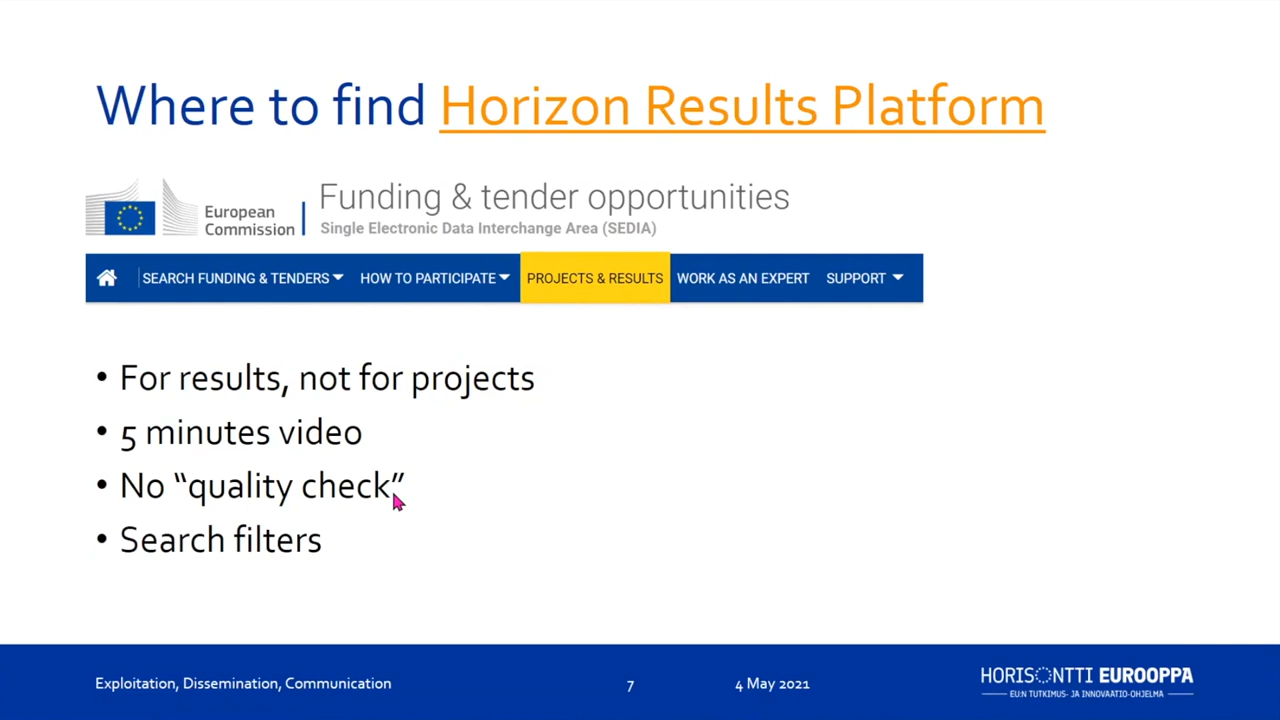 Where to find Horizon Results Platform
European
Commission
Funding & tender opportunities
Single Electronic Data Interchange Area (SEDIA)
SEARCH FUNDING & TENDERS HOW TO PARTICIPATE PROJECTS & RESULTS WORK AS AN EXPERT SUPPORT
• For results, not for projects
• 5 minutes video
• No “quality check”
• Search filters
Exploitation, Dissemination, Communication 7 4 May 2021
HORISONTTI EUROOPPA
EU:N TUTKIMUS- JA INNOVAATIO-OHJELMA